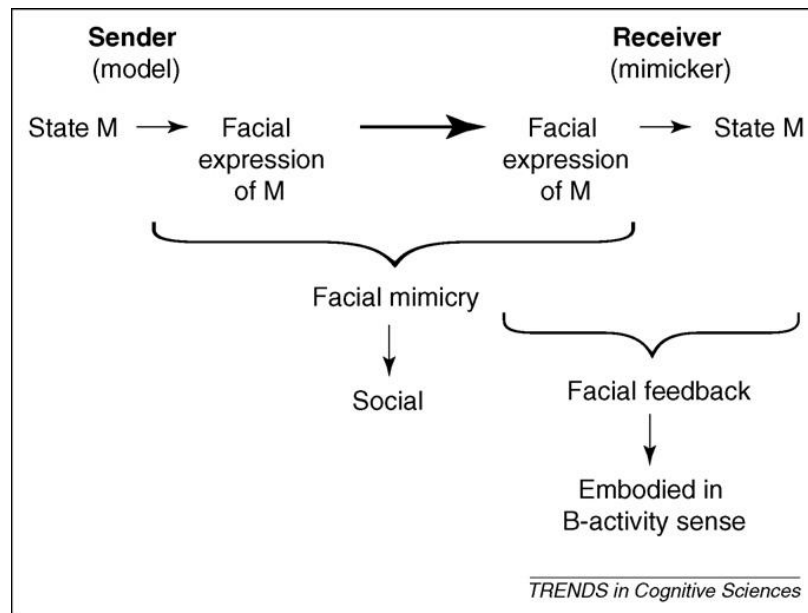 Sender
(model)
Receiver
(mimicker)
State M
Facial
expression
of M
Facial
expression
of M
State M
Facial mimicry
Social
Facial feedback
Embodied in
B-activity sense
TRENDS in Cognitive Sciences